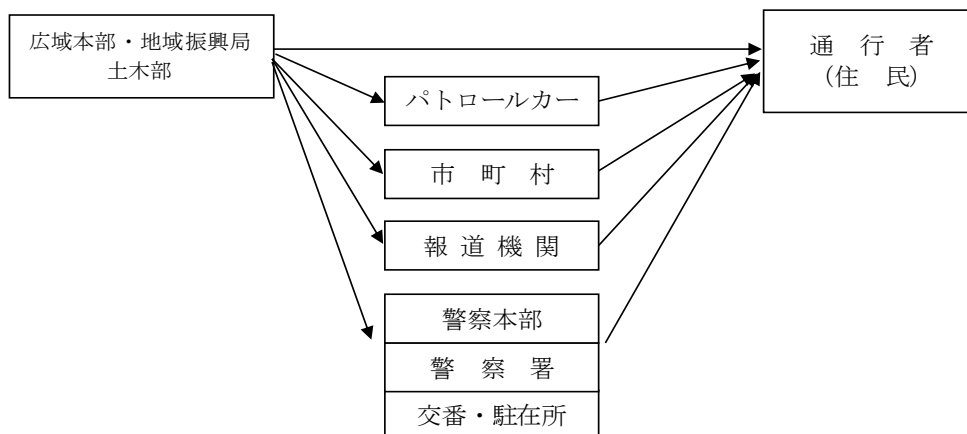 広域本部・地域振興局
土木部
通 行 者
(住 民)
パトロールカー
市 町 村
報 道 機 関
警察本部
警 察 署
交番・駐在所